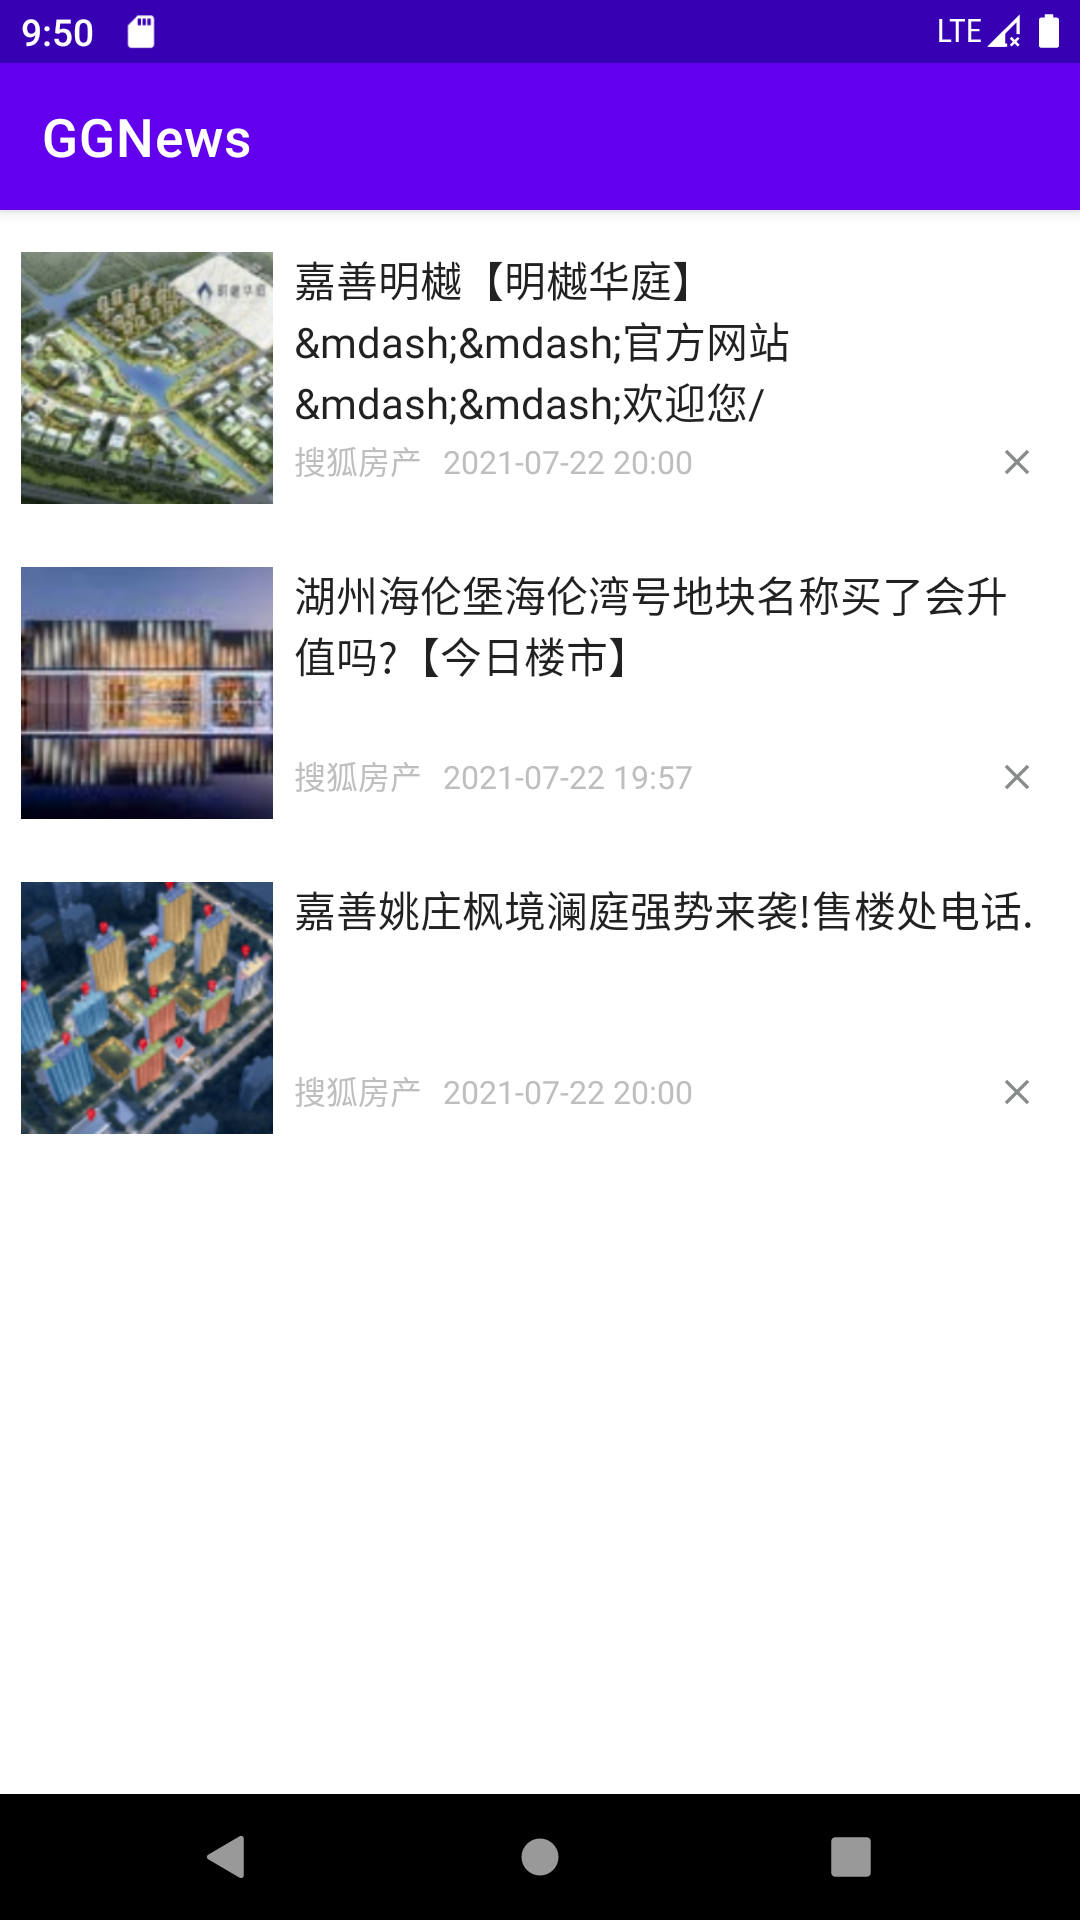 9:50
LTE
GGNews
嘉善明樾【明樾华庭】
&mdash;&mdash;官方网站
&mdash;&mdash;欢迎您/
搜狐房产 2021-07-22 20:00
湖州海伦堡海伦湾号地块名称买了会升
值吗?【今日楼市】
搜狐房产 2021-07-22 19:57
嘉善姚庄枫境澜庭强势来袭!售楼处电话.
搜狐房产 2021-07-22 20:00